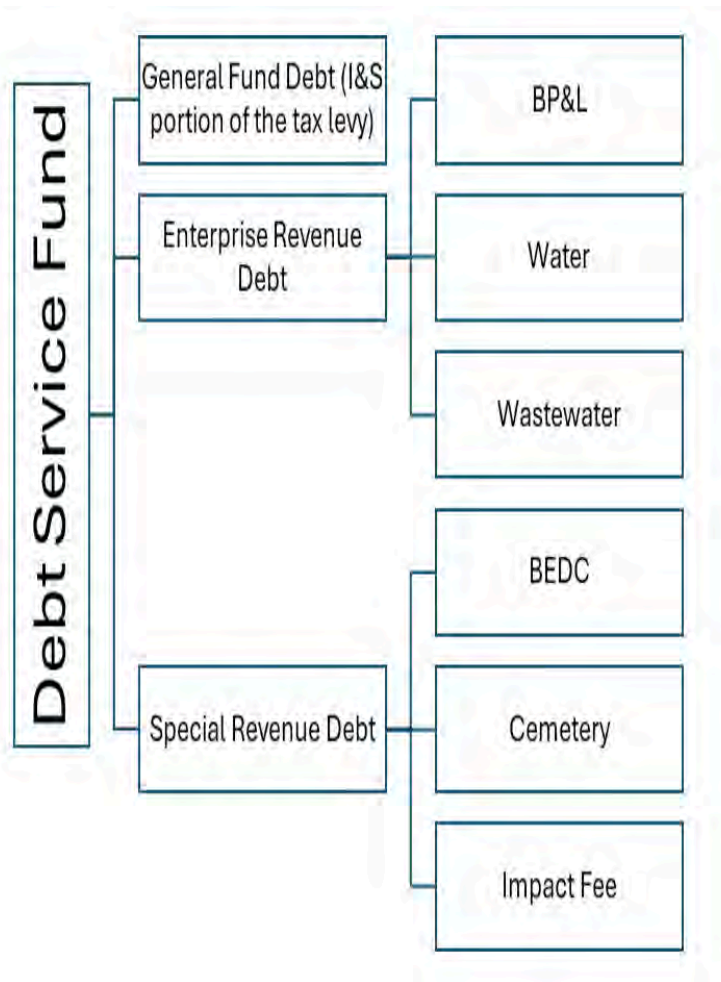 Debt Service Fund
General Fund Debt (I&S
portion of the tax levy)
Enterprise Revenue
Debt
BP&L
Water
Wastewater
Special Revenue Debt
BEDC
Cemetery
Impact Fee